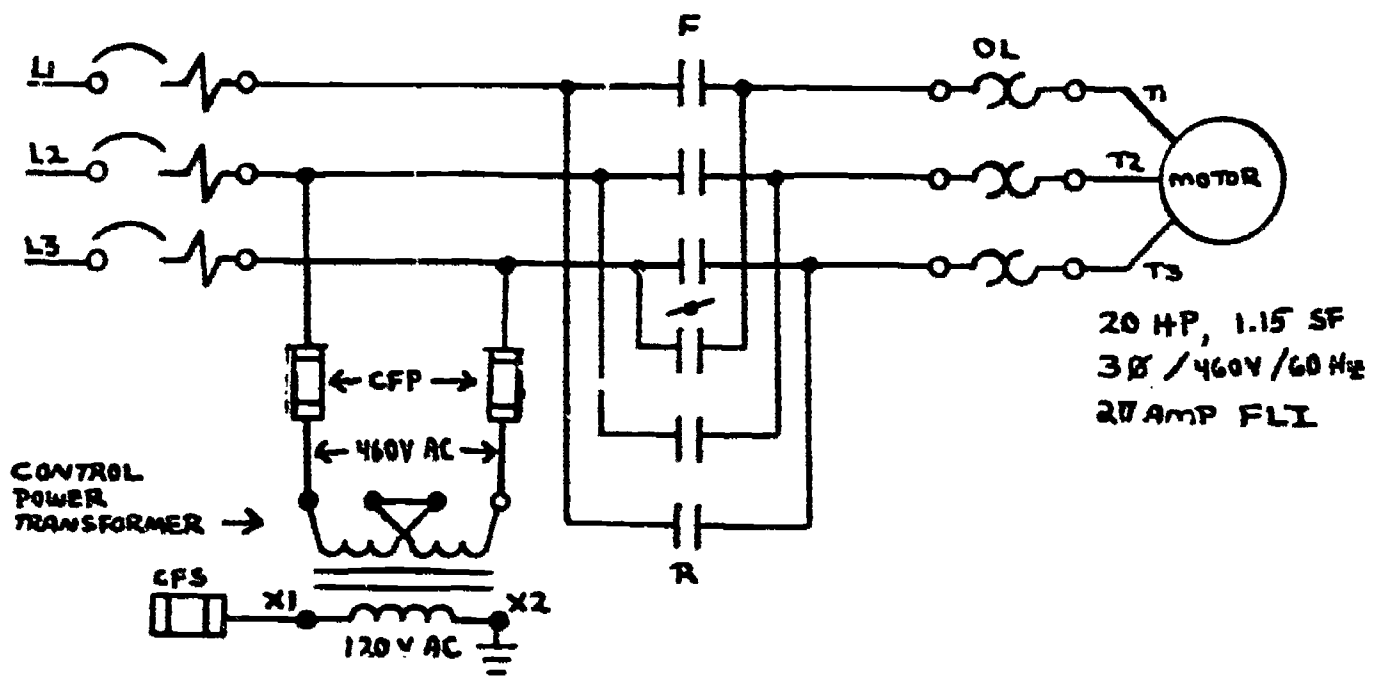 F
OL
L1
T1
L2
T2
MOTOR
L3
T3
20 HP, 1.15 SF
3Ø/460V/60 Hz
AMP FLI
CFP
460V AC
CONTROL
POWER
TRANSFORMER
R
CFS
X1
X2
120 V AC